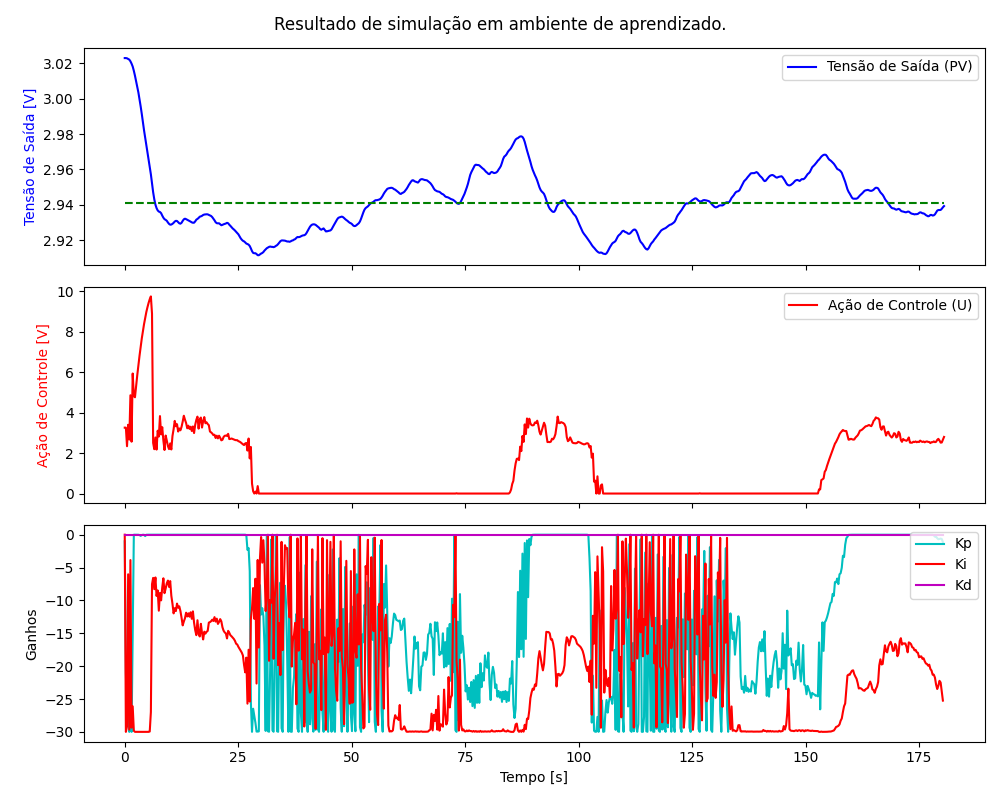 Resultado de simulação em ambiente de aprendizado.
Tensão de Saída [V]
3.02
3.00
2.98
2.96
2.94
2.92
Tensão de Saída (PV)
Ação de Controle [V]
10
8
6
4
2
0
Ação de Controle (U)
Ganhos
0
−5
−10
−15
−20
−25
−30
Kp
Ki
Kd
0 25 50 75 100 125 150 175
Tempo [s]